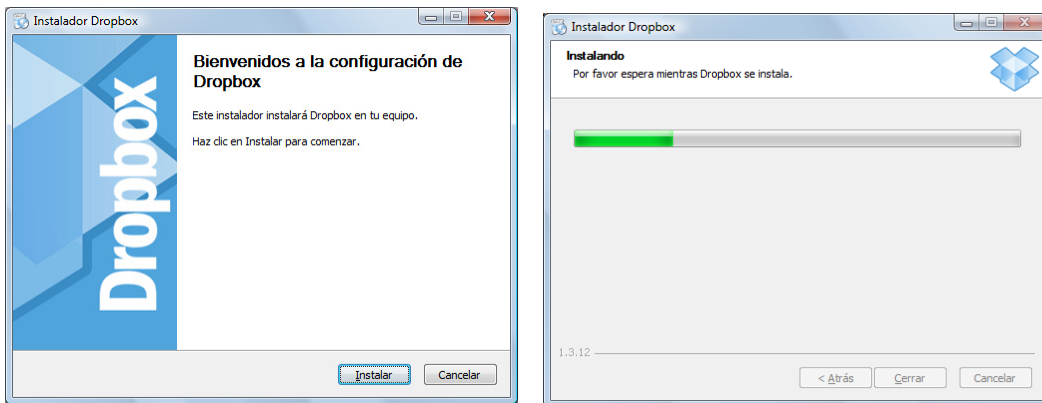 Instalador Dropbox
Bienvenidos a la configuración de
Dropbox
Este instalador instalará Dropbox en tu equipo.
Haz clic en Instalar para comenzar.
Dropbox
Instalar
Cancelar
Instalador Dropbox
Instalando
Por favor espera mientras Dropbox se instala.
1.3.12
< Atrás
Cerrar
Cancelar